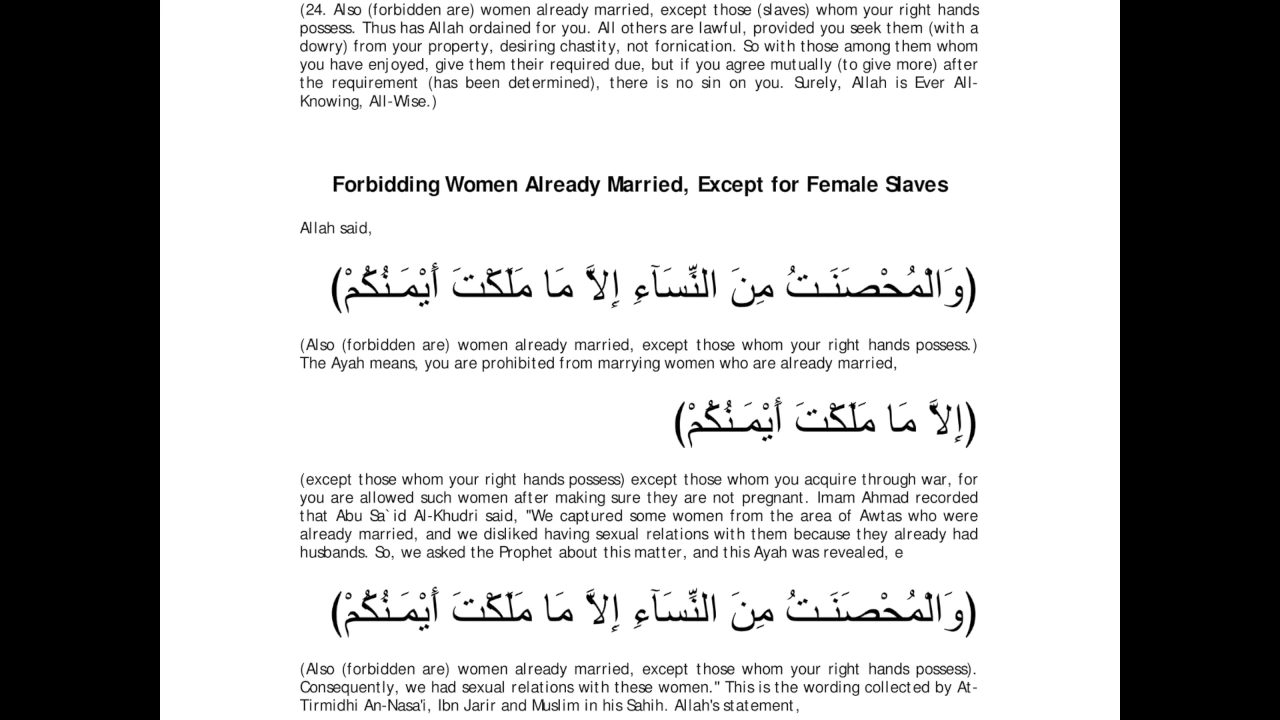 (24. Also (forbidden are) women already married, except those (slaves) whom your right hands
possess. Thus has Allah ordained for you. All others are lawful, provided you seek them (with a
dowry) from your property, desiring chastity, not fornication. So with those among them whom
you have enjoyed, give them their required due, but if you agree mutually (to give more) after
the requirement (has been determined), there is no sin on you. Surely, Allah is Ever All-
Knowing, All-Wise.)
Forbidding Women Already Married, Except for Female Slaves
Allah said,
(وَالْمُحْصَنَـتُ مِنَ النِّسَآءِ إِلاَّ مَا مَلَكْتَ أَيْمَـنُكُمْ)
(Also (forbidden are) women already married, except those whom your right hands possess.)
The Ayah means, you are prohibited from marrying women who are already married,
(إِلاَّ مَا مَلَكْتَ أَيْمَـنُكُمْ)
(except those whom your right hands possess) except those whom you acquire through war, for
you are allowed such women after making sure they are not pregnant. Imam Ahmad recorded
that Abu Sa`id Al-Khudri said, "We captured some women from the area of Awtas who were
already married, and we disliked having sexual relations with them because they already had
husbands. So, we asked the Prophet about this matter, and this Ayah was revealed, e
(وَالْمُحْصَنَـتُ مِنَ النِّسَآءِ إِلاَّ مَا مَلَكْتَ أَيْمَـنُكُمْ)
(Also (forbidden are) women already married, except those whom your right hands possess).
Consequently, we had sexual relations with these women." This is the wording collected by At-
Tirmidhi An-Nasa'i, Ibn Jarir and Muslim in his Sahih. Allah's statement,